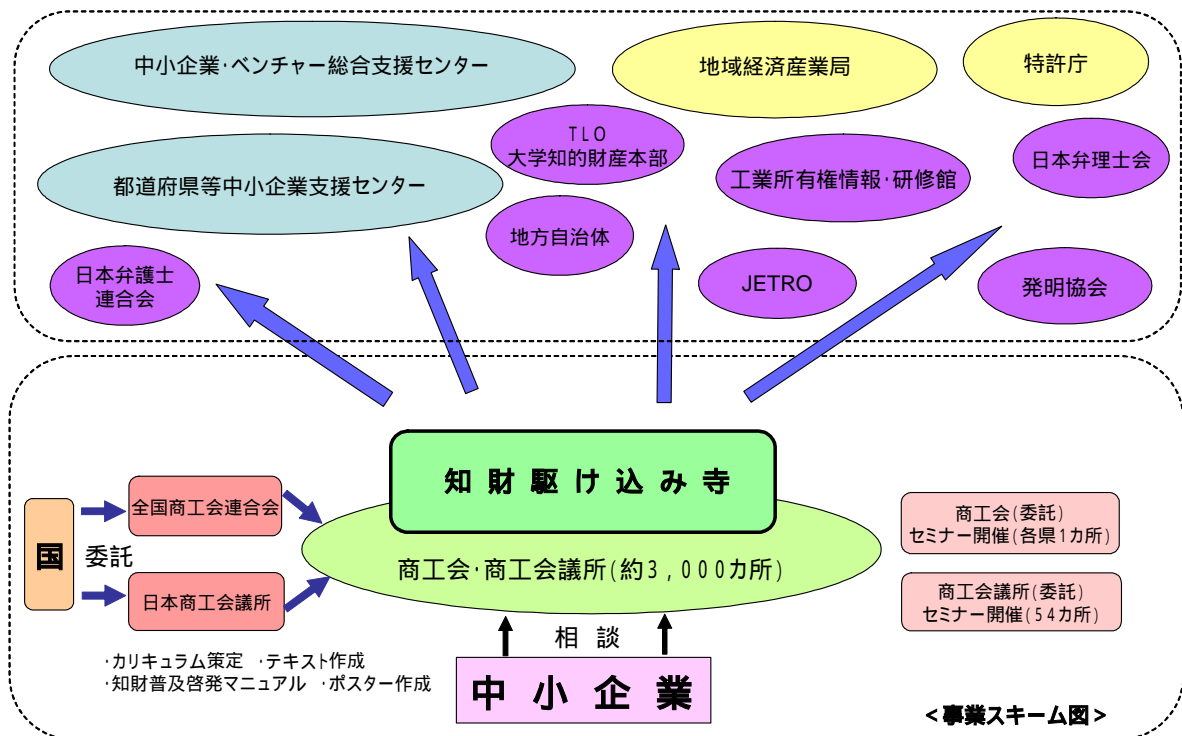 中小企業・ベンチャー総合支援センター
地域経済産業局
特許庁
TLO
大学知的財産本部
日本弁理士会
都道府県等中小企業支援センター
工業所有権情報・研修館
地方自治体
日本弁護士
連合会
JETRO
発明協会
知財駆け込み寺
国
委託
全国商工会連合会
日本商工会議所
商工会・商工会議所(約3,000カ所)
商工会(委託)
セミナー開催(各県1カ所)
商工会議所(委託)
セミナー開催(54カ所)
相談
・カリキュラム策定 ・テキスト作成
・知財普及啓発マニュアル ・ポスター作成
中小企業
<事業スキーム図>